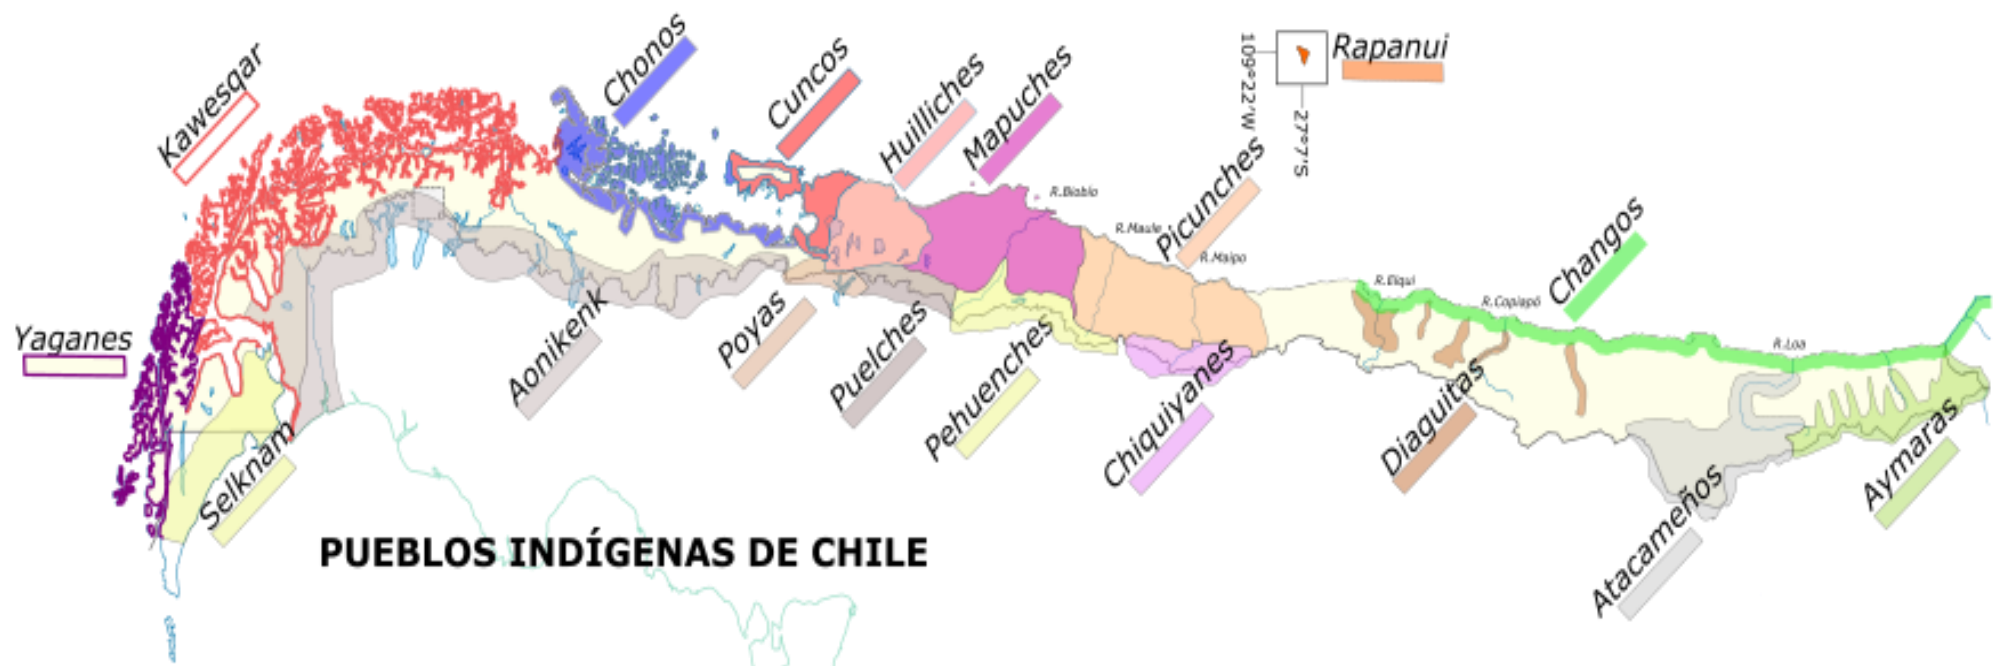 Kawesqar
Chonos
Cuncos
Huilliches
Mapuches
109°22'W
Rapanui
27°7'S
R.Biobío
R.Maule
Picunches
R.Maipo
R.Elqui
Changos
R.Copiapó
R.Loa
Yaganes
Selknam
Aonikenk
Poyas
Puelches
Pehuenches
Chiquiyanes
Diaguitas
Atacameños
Aymaras
PUEBLOS INDÍGENAS DE CHILE